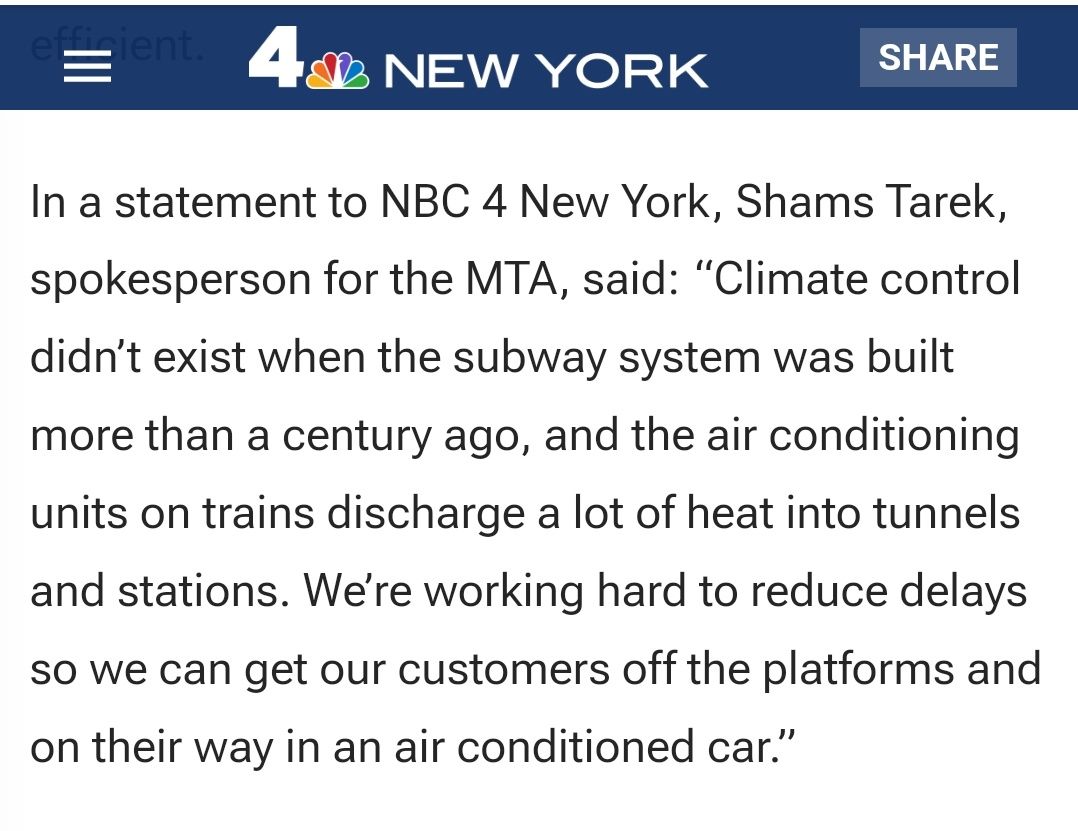 efficient.
4 NEW YORK
SHARE
In a statement to NBC 4 New York, Shams Tarek,
spokesperson for the MTA, said: “Climate control
didn’t exist when the subway system was built
more than a century ago, and the air conditioning
units on trains discharge a lot of heat into tunnels
and stations. We’re working hard to reduce delays
so we can get our customers off the platforms and
on their way in an air conditioned car.”